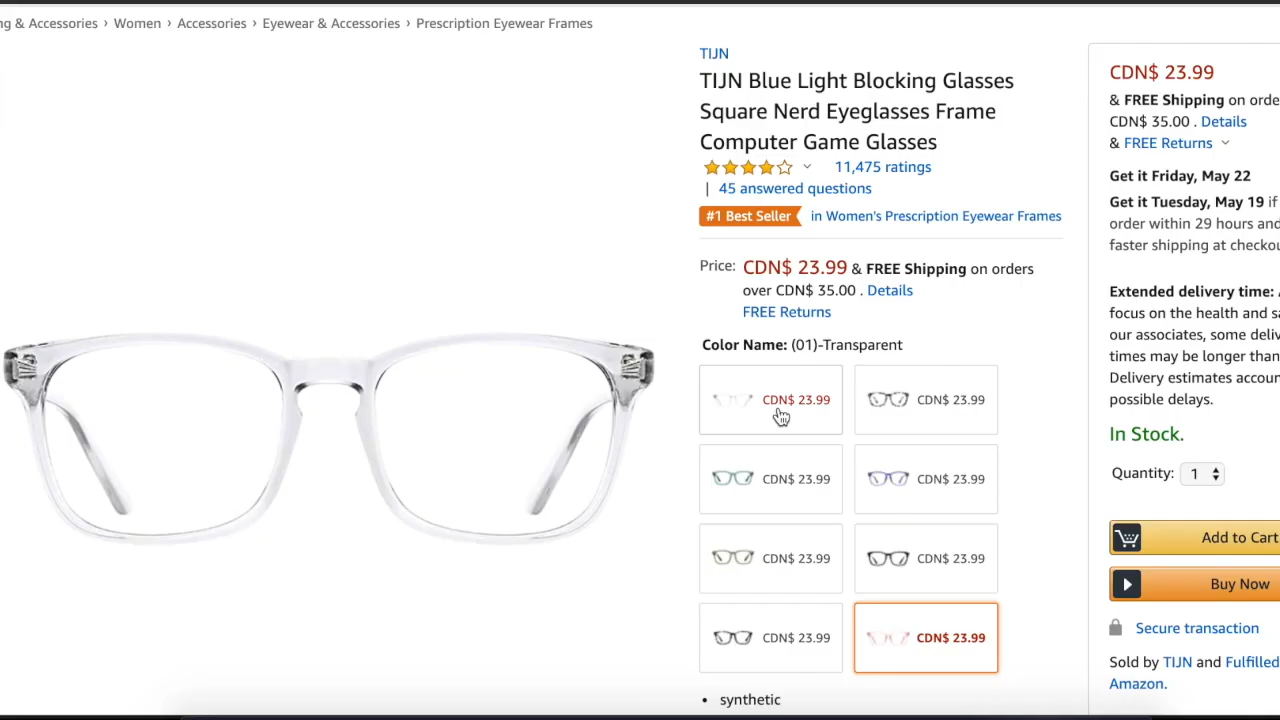 ng & Accessories › Women › Accessories › Eyewear & Accessories › Prescription Eyewear Frames
TIJN
TIJN Blue Light Blocking Glasses
Square Nerd Eyeglasses Frame
Computer Game Glasses
11,475 ratings
| 45 answered questions
#1 Best Seller in Women's Prescription Eyewear Frames
Price: CDN$ 23.99 & FREE Shipping on orders
over CDN$ 35.00 . Details
FREE Returns
Color Name: (01)-Transparent
CDN$ 23.99 CDN$ 23.99
CDN$ 23.99 CDN$ 23.99
CDN$ 23.99 CDN$ 23.99
CDN$ 23.99 CDN$ 23.99
• synthetic
CDN$ 23.99
& FREE Shipping on orde
CDN$ 35.00 . Details
& FREE Returns
Get it Friday, May 22
Get it Tuesday, May 19 if
order within 29 hours and
faster shipping at checkou
Extended delivery time:
focus on the health and sa
our associates, some deliv
times may be longer than
Delivery estimates accoun
possible delays.
In Stock.
Quantity: 1
Add to Cart
Buy Now
Secure transaction
Sold by TIJN and Fulfilled
Amazon.